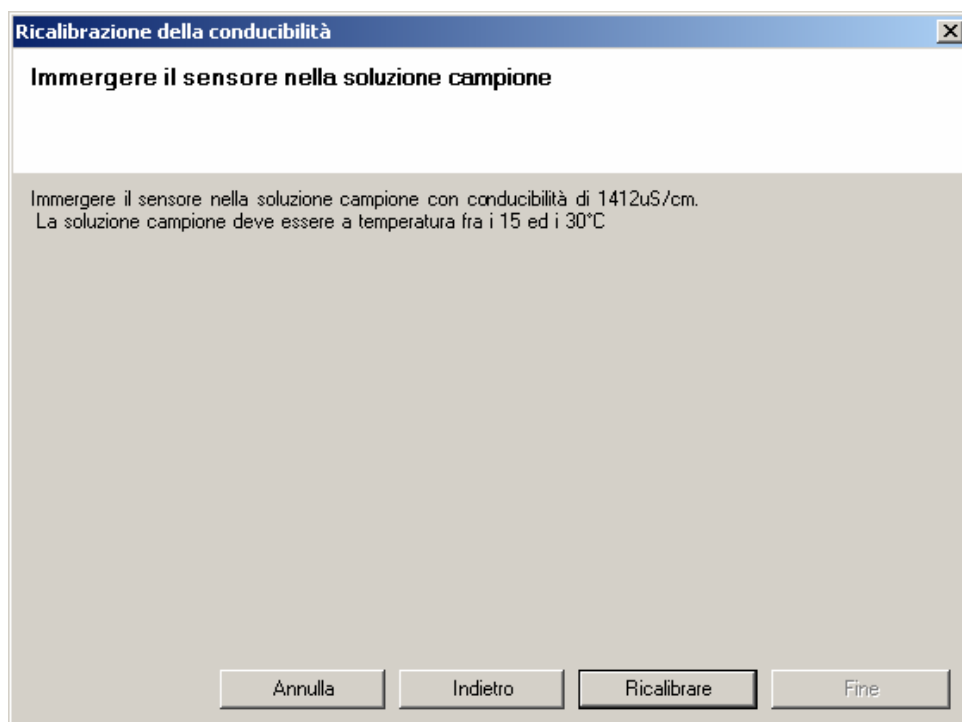 Ricalibrazione della conducibilità
Immergere il sensore nella soluzione campione
Immergere il sensore nella soluzione campione con conducibilità di 1412uS/cm.
La soluzione campione deve essere a temperatura fra i 15 ed i 30°C
Annulla Indietro Ricalibrare Fine